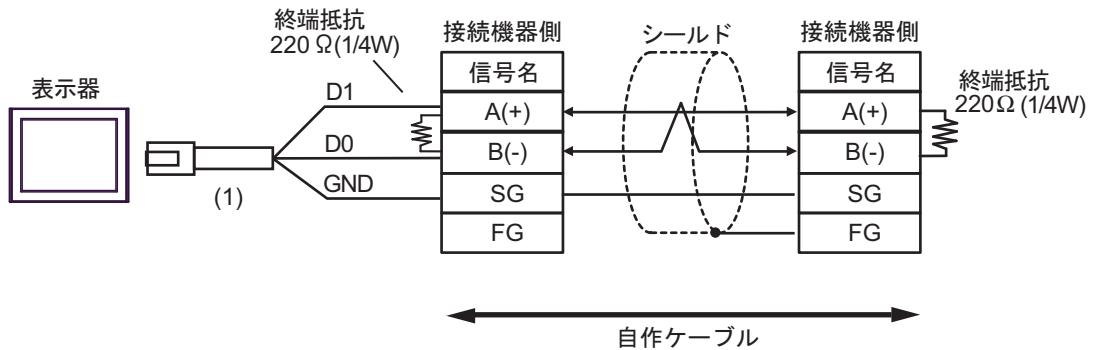 終端抵抗
220 Ω(1/4W)
接続機器側
シールド
接続機器側
表示器
信号名
信号名
終端抵抗
220Ω (1/4W)
D1
A(+)
A(+)
D0
B(-)
B(-)
(1)
GND
SG
SG
FG
FG
自作ケーブル